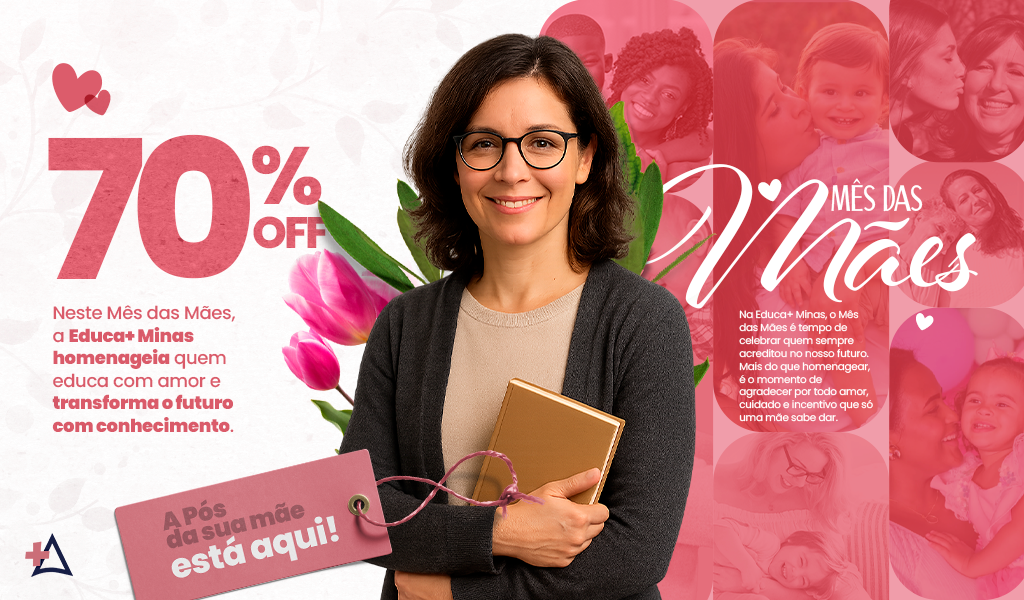 70%
OFF
Neste Mês das Mães,
a Educa+ Minas
homenageia quem
educa com amor e
transforma o futuro
com conhecimento.
A Pós
da sua mãe
está aqui!
MÊS DAS
Mães
Na Educa+ Minas, o Mês
das Mães é tempo de
celebrar quem sempre
acreditou no nosso futuro.
Mais do que homenagear,
é o momento de
agradecer por todo amor,
cuidado e incentivo que só
uma mãe sabe dar.